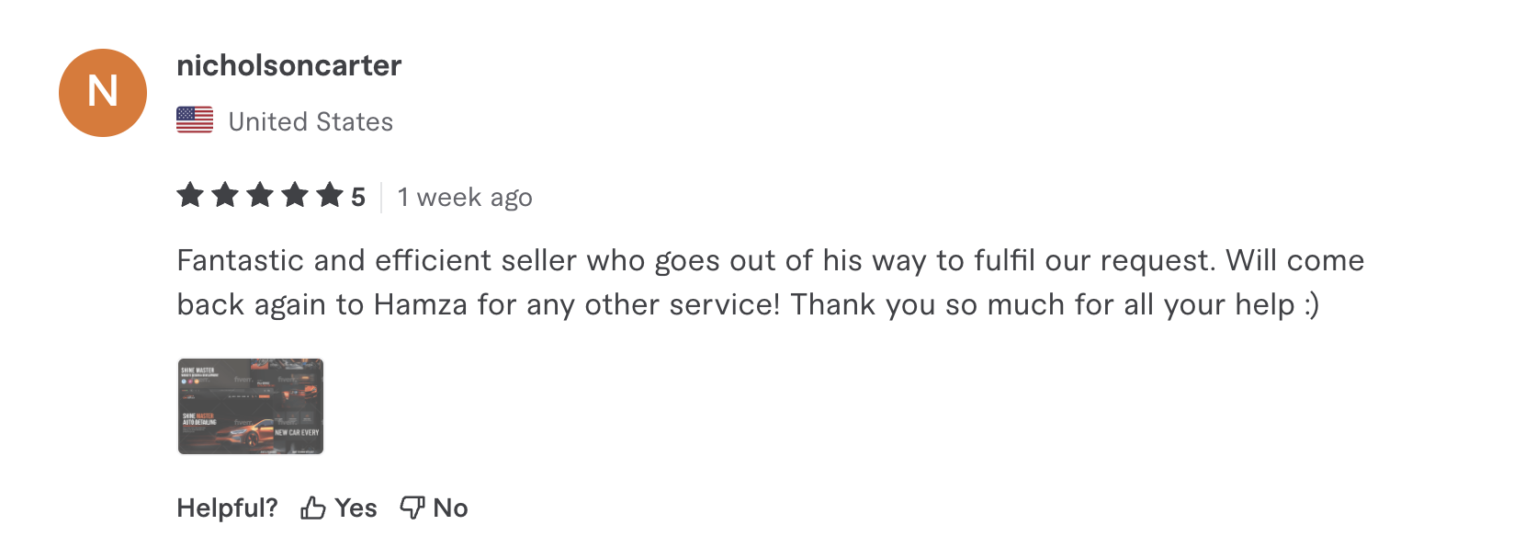 N
nicholsoncarter
United States
5 1 week ago
Fantastic and efficient seller who goes out of his way to fulfil our request. Will come
back again to Hamza for any other service! Thank you so much for all your help :)
SHINE MASTER
SHINE MASTER
AUTO DETAILING
NEW CAR EVERY
Helpful? Yes No